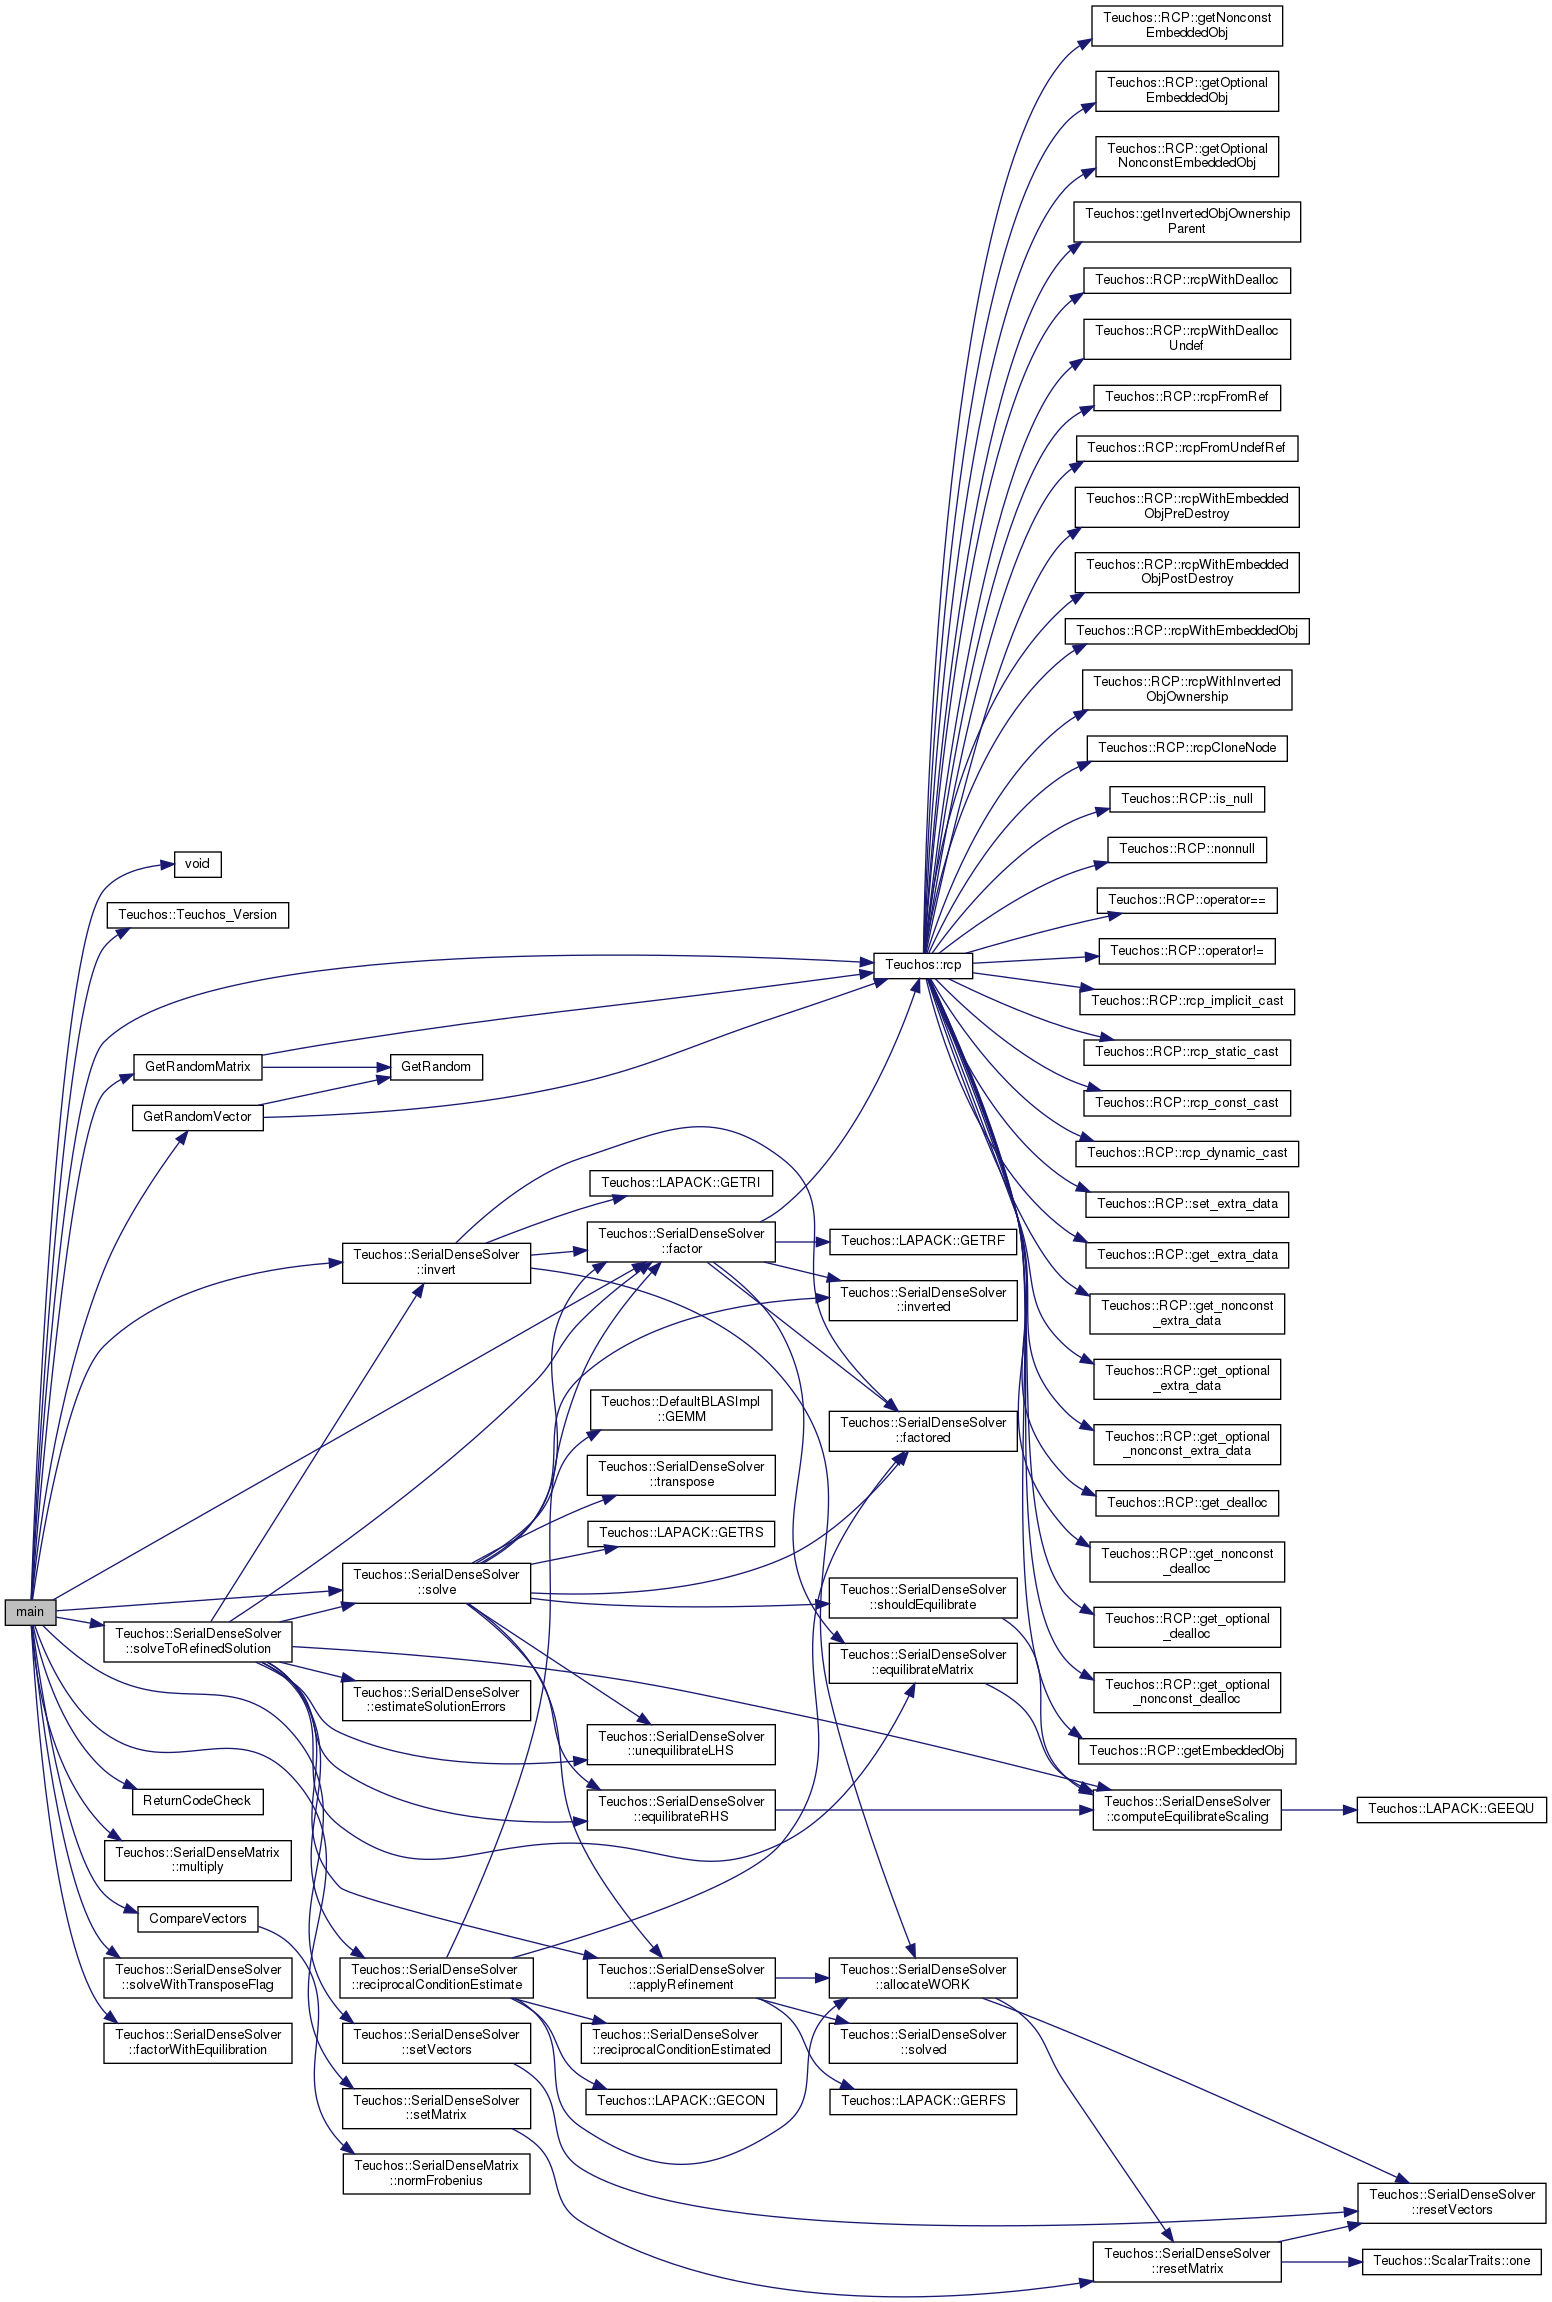 Teuchos::RCP::getNonconst
EmbeddedObj
Teuchos::RCP::getOptional
EmbeddedObj
Teuchos::RCP::getOptional
NonconstEmbeddedObj
Teuchos::getInvertedObjOwnership
Parent
Teuchos::RCP::rcpWithDealloc
Teuchos::RCP::rcpWithDealloc
Undef
Teuchos::RCP::rcpFromRef
Teuchos::RCP::rcpFromUndefRef
Teuchos::RCP::rcpWithEmbedded
ObjPreDestroy
Teuchos::RCP::rcpWithEmbedded
ObjPostDestroy
Teuchos::RCP::rcpWithEmbeddedObj
Teuchos::RCP::rcpWithInverted
ObjOwnership
Teuchos::RCP::rcpCloneNode
Teuchos::RCP::is_null
Teuchos::RCP::nonnull
void
Teuchos::RCP::operator==
Teuchos::Teuchos_Version
Teuchos::RCP::operator!=
Teuchos::rcp
Teuchos::RCP::rcp_implicit_cast
Teuchos::RCP::rcp_static_cast
GetRandomMatrix
GetRandom
Teuchos::RCP::rcp_const_cast
GetRandomVector
Teuchos::RCP::rcp_dynamic_cast
Teuchos::LAPACK::GETRI
Teuchos::RCP::set_extra_data
Teuchos::SerialDenseSolver
::factor
Teuchos::LAPACK::GETRF
Teuchos::RCP::get_extra_data
Teuchos::SerialDenseSolver
::invert
Teuchos::SerialDenseSolver
::inverted
Teuchos::RCP::get_nonconst
_extra_data
Teuchos::RCP::get_optional
_extra_data
Teuchos::DefaultBLASImpl
::GEMM
Teuchos::SerialDenseSolver
::factored
Teuchos::RCP::get_optional
_nonconst_extra_data
Teuchos::SerialDenseSolver
::transpose
Teuchos::RCP::get_dealloc
Teuchos::LAPACK::GETRS
Teuchos::RCP::get_nonconst
_dealloc
Teuchos::SerialDenseSolver
::solve
Teuchos::SerialDenseSolver
::shouldEquilibrate
main
Teuchos::RCP::get_optional
_dealloc
Teuchos::SerialDenseSolver
::solveToRefinedSolution
Teuchos::SerialDenseSolver
::equilibrateMatrix
Teuchos::RCP::get_optional
_nonconst_dealloc
Teuchos::SerialDenseSolver
::estimateSolutionErrors
Teuchos::SerialDenseSolver
::unequilibrateLHS
Teuchos::RCP::getEmbeddedObj
ReturnCodeCheck
Teuchos::SerialDenseSolver
::equilibrateRHS
Teuchos::SerialDenseSolver
::computeEquilibrateScaling
Teuchos::LAPACK::GEEQU
Teuchos::SerialDenseMatrix
::multiply
CompareVectors
Teuchos::SerialDenseSolver
::solveWithTransposeFlag
Teuchos::SerialDenseSolver
::reciprocalConditionEstimate
Teuchos::SerialDenseSolver
::applyRefinement
Teuchos::SerialDenseSolver
::allocateWORK
Teuchos::SerialDenseSolver
::factorWithEquilibration
Teuchos::SerialDenseSolver
::setVectors
Teuchos::SerialDenseSolver
::reciprocalConditionEstimated
Teuchos::SerialDenseSolver
::solved
Teuchos::SerialDenseSolver
::setMatrix
Teuchos::LAPACK::GECON
Teuchos::LAPACK::GERFS
Teuchos::SerialDenseMatrix
::normFrobenius
Teuchos::SerialDenseSolver
::resetVectors
Teuchos::SerialDenseSolver
::resetMatrix
Teuchos::ScalarTraits::one